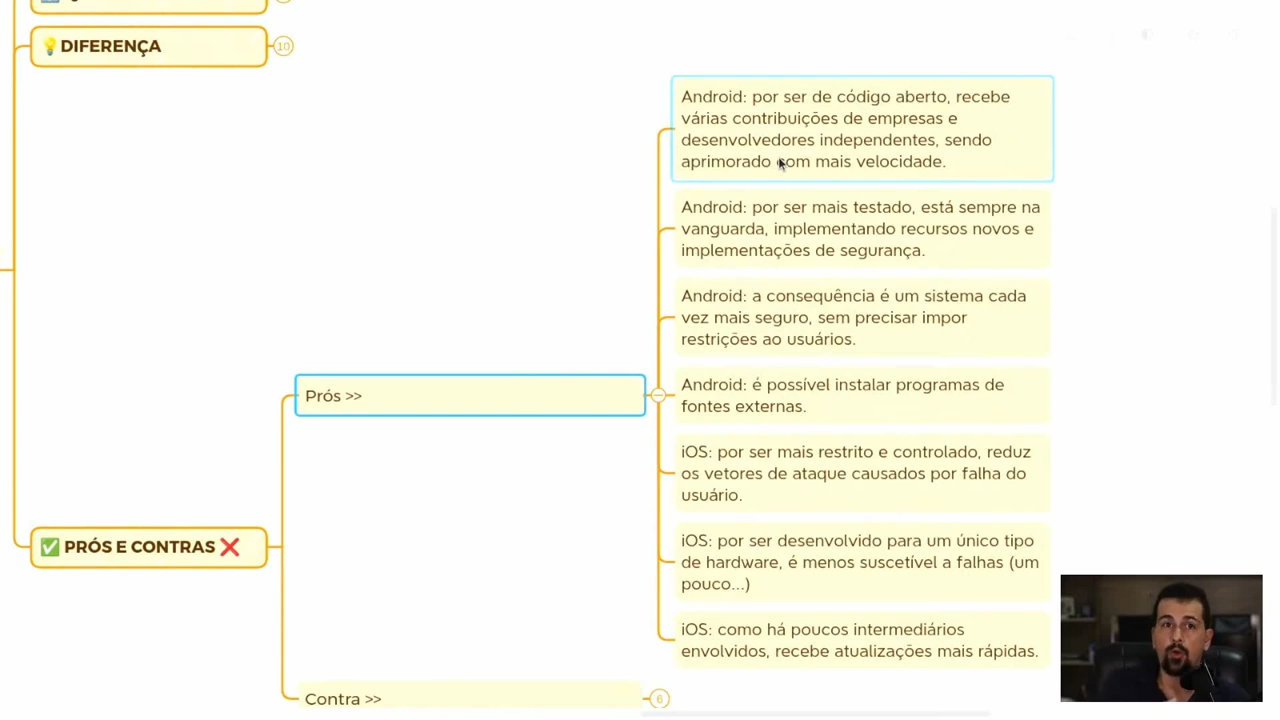 DIFERENÇA
10
Android: por ser de código aberto, recebe
várias contribuições de empresas e
desenvolvedores independentes, sendo
aprimorado com mais velocidade.
Android: por ser mais testado, está sempre na
vanguarda, implementando recursos novos e
implementações de segurança.
Android: a consequência é um sistema cada
vez mais seguro, sem precisar impor
restrições ao usuários.
Android: é possível instalar programas de
fontes externas.
Prós >>
iOS: por ser mais restrito e controlado, reduz
os vetores de ataque causados por falha do
usuário.
PRÓS E CONTRAS
iOS: por ser desenvolvido para um único tipo
de hardware, é menos suscetível a falhas (um
pouco...)
iOS: como há poucos intermediários
envolvidos, recebe atualizações mais rápidas.
Contra >>
6